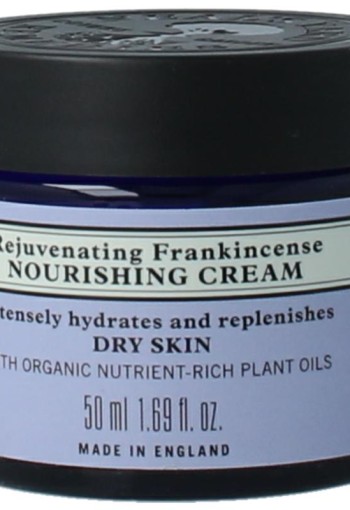 Rejuvenating Frankincense
NOURISHING CREAM
tensely hydrates and replenishes
DRY SKIN
TH ORGANIC NUTRIENT-RICH PLANT OILS
50 ml 1.69 fl. oz.
MADE IN ENGLAND